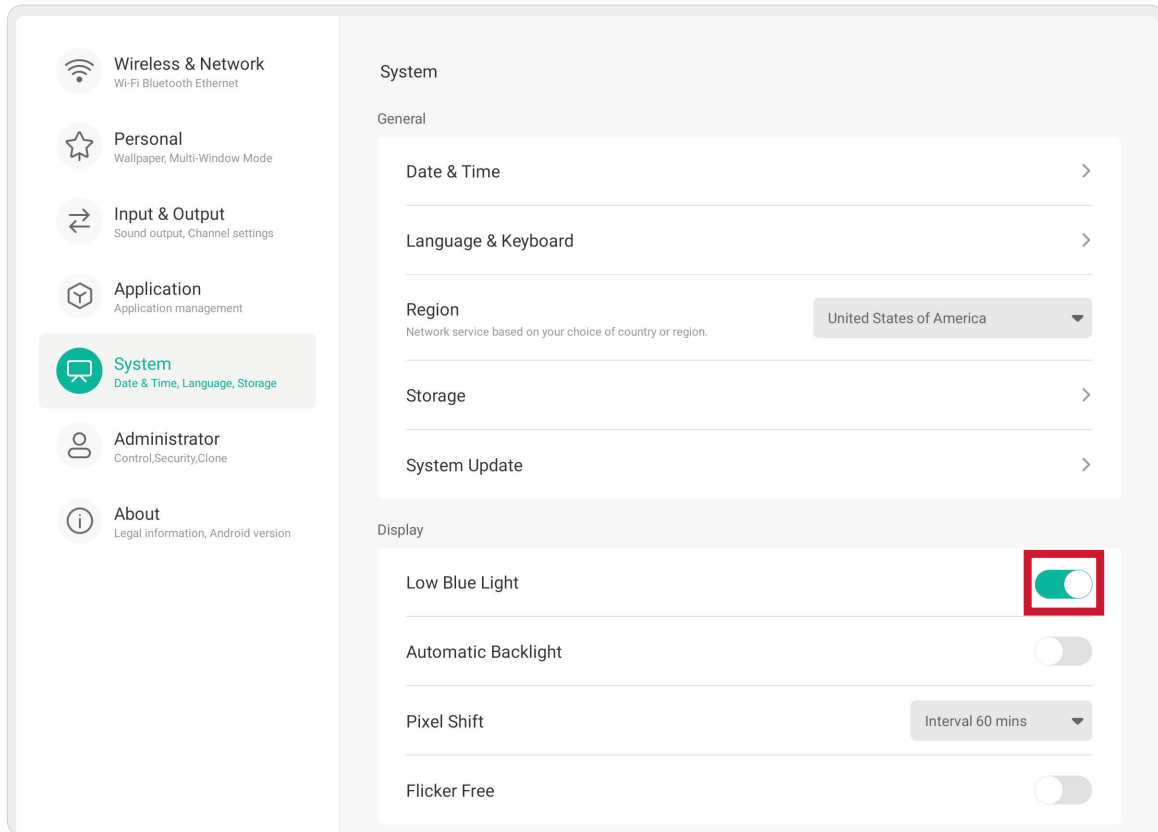 Wireless & Network
Wi-Fi Bluetooth Ethernet
Personal
Wallpaper, Multi-Window Mode
Input & Output
Sound output, Channel settings
Application
Application management
System
Date & Time, Language, Storage
Administrator
Control,Security,Clone
About
Legal information, Android version
System
General
Date & Time
Language & Keyboard
Region
Network service based on your choice of country or region.
United States of America
Storage
System Update
Display
Low Blue Light
Automatic Backlight
Pixel Shift
Interval 60 mins
Flicker Free